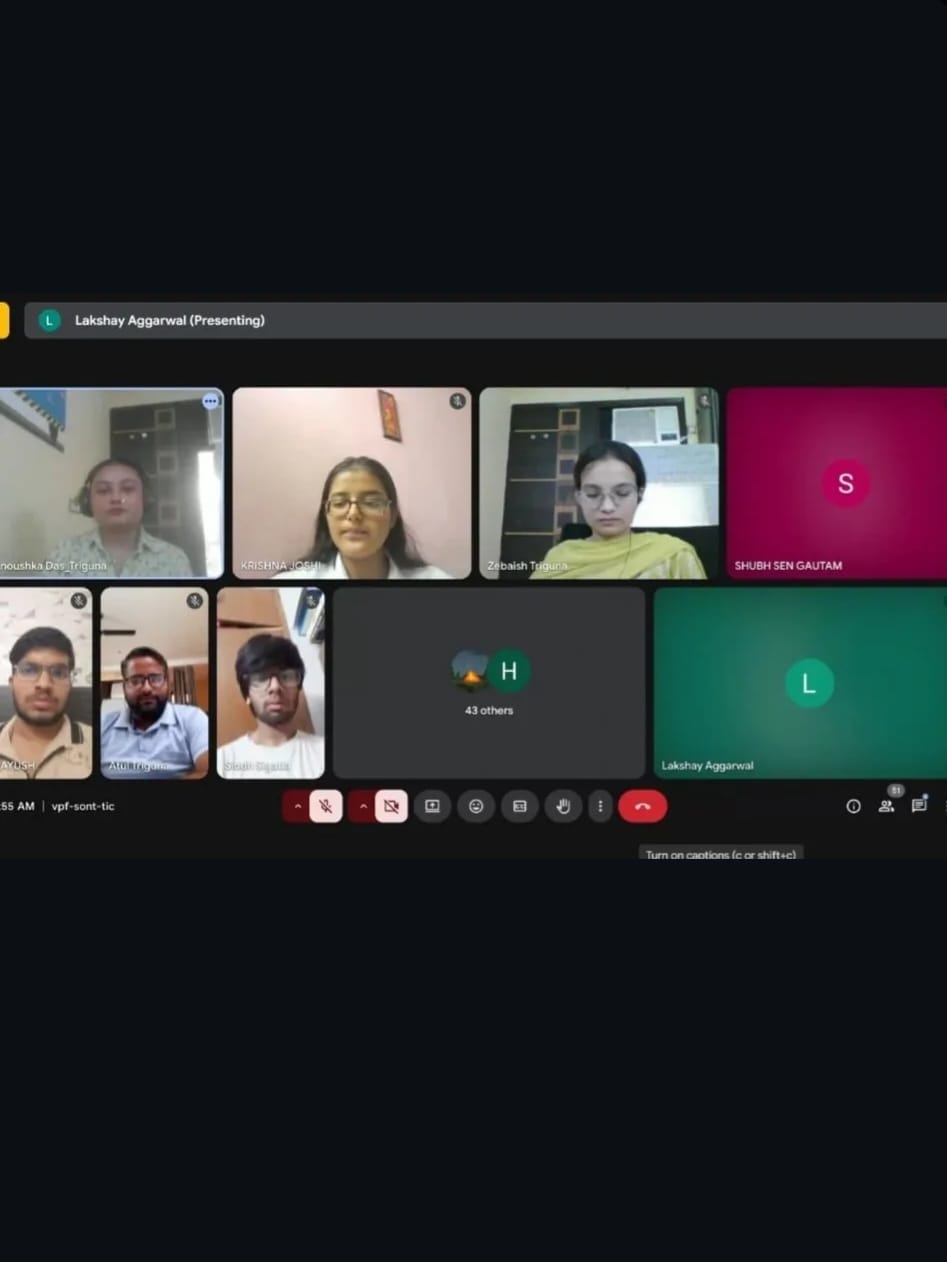 L Lakshay Aggarwal (Presenting)
noushka Das_Triguna
KRISHNA JOSHI
Zebaish Triguna
S
SHUBH SEN GAUTAM
AYUSH
Atul Triguna
H
43 others
L
Lakshay Aggarwal
:55 AM | vpf-sont-tic
51
Turn on captions (c or shift+c)